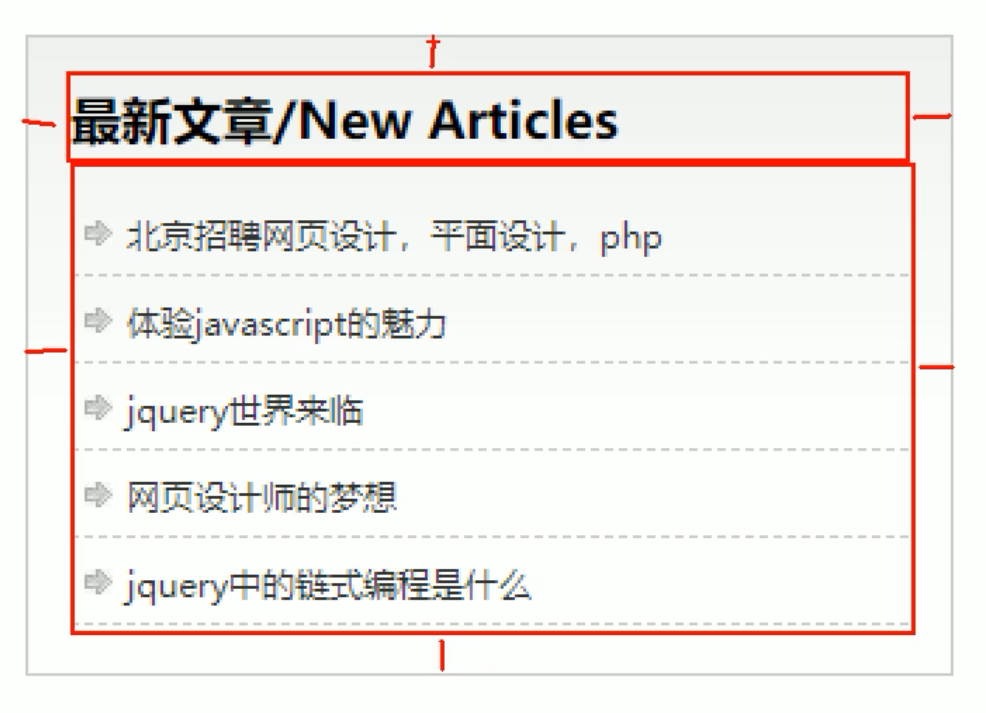 最新文章/New Articles
北京招聘网页设计，平面设计，php
体验javascript的魅力
jquery世界来临
网页设计师的梦想
jquery中的链式编程是什么